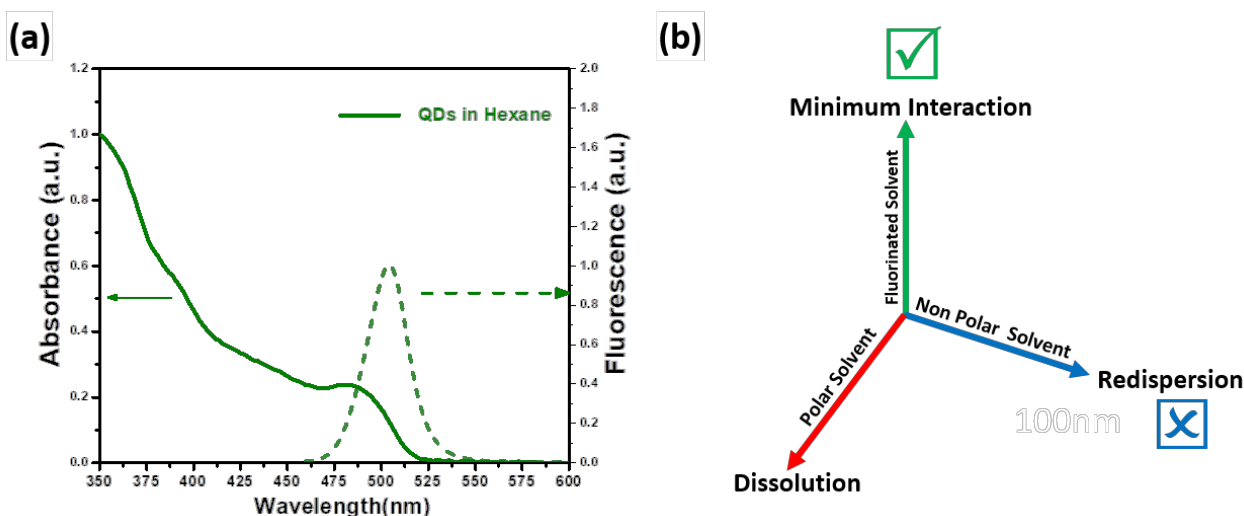 (a)
1.2
1.0
0.8
0.6
0.4
0.2
0.0
Absorbance (a.u.)
QDs in Hexane
2.0
1.8
1.6
1.4
1.2
1.0
0.8
0.6
0.4
0.2
0.0
Fluorescence (a.u.)
350 375 400 425 450 475 500 525 550 575 600
Wavelength(nm)
(b)
Minimum Interaction
Fluorinated Solvent
Non Polar Solvent
Polar Solvent
Redispersion
100nm
Dissolution